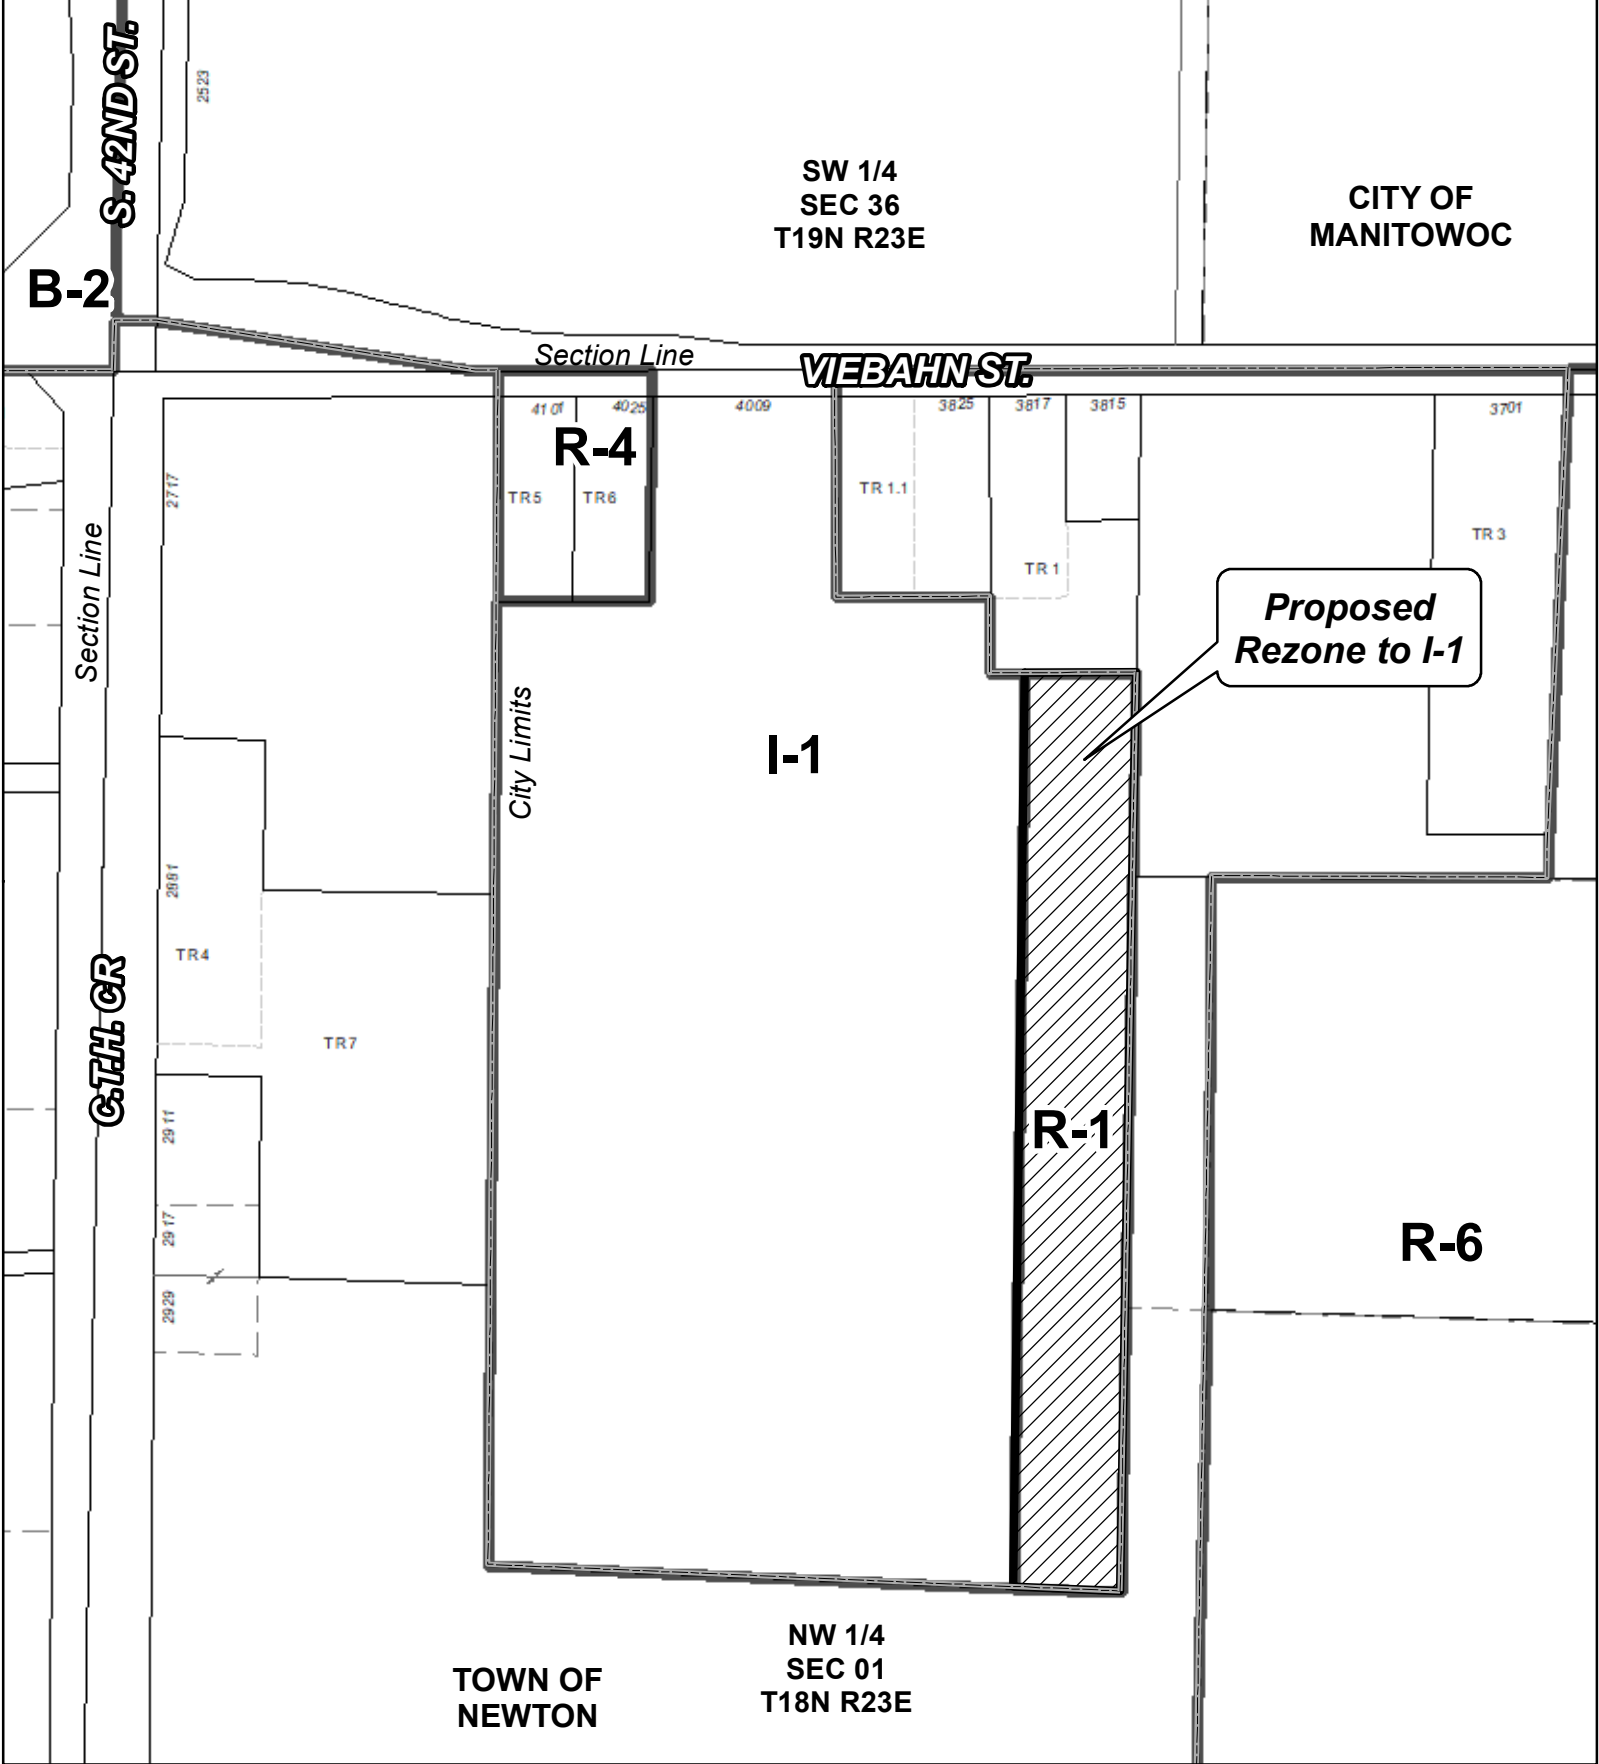 S. 42ND ST.
2523
SW 1/4
SEC 36
T19N R23E
CITY OF
MANITOWOC
B-2
Section Line
VIEBAHN ST.
4101
4025
4009
3825
3817
3815
3701
R-4
TR5
TR6
TR 1.1
TR 1
TR 3
2717
Section Line
Proposed
Rezone to I-1
City Limits
I-1
2881
TR4
C.T.H. CR
TR7
2911
R-1
2917
R-6
2929
NW 1/4
SEC 01
T18N R23E
TOWN OF
NEWTON